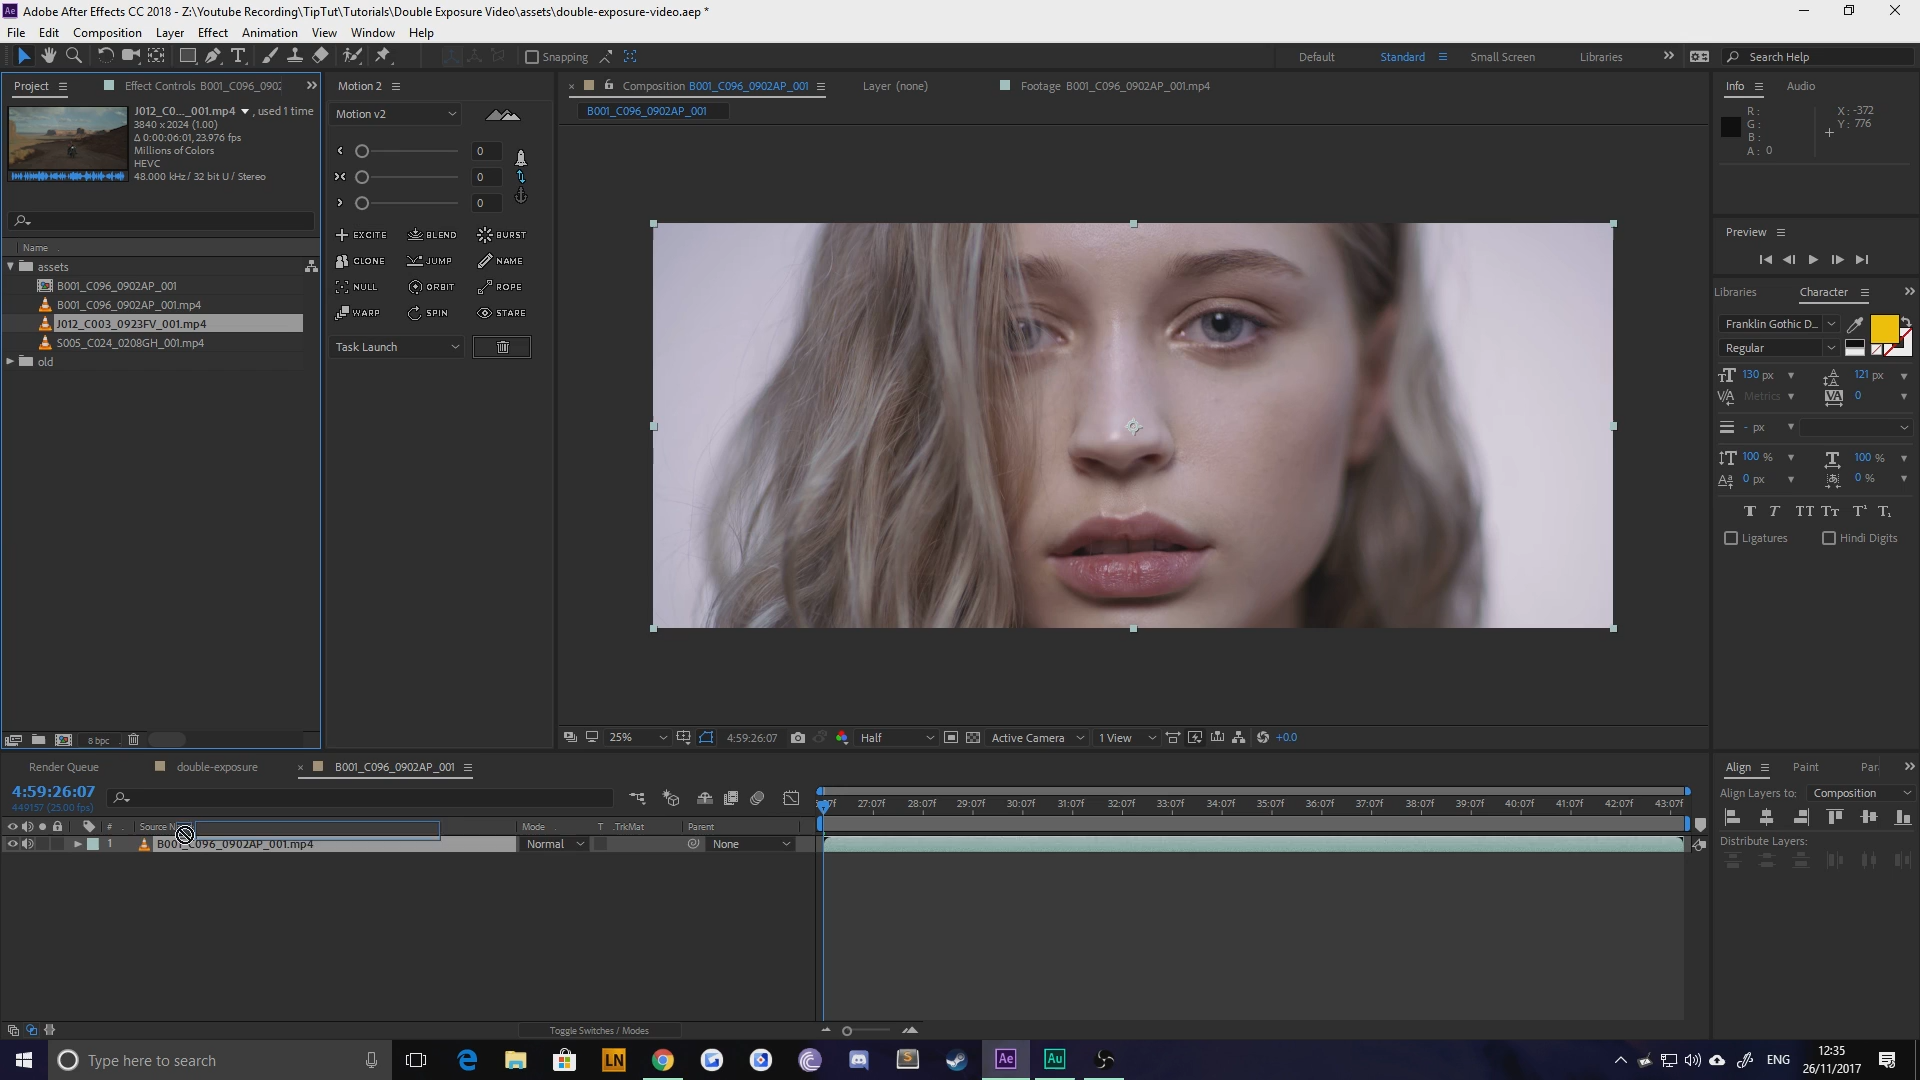 Adobe After Effects CC 2018 - Z:\Youtube Recording\TipTut\Tutorials\Double Exposure Video\assets\double-exposure-video.aep *
File Edit Composition Layer Effect Animation View Window Help
Snapping
Default Standard Small Screen Libraries Search Help
Project Effect Controls B001_C096_0902
J012_C0..._001.mp4 , used 1 time
3840 x 2024 (1.00)
Δ 0:00:06:01, 23.976 fps
Millions of Colors
HEVC
48.000 kHz / 32 bit U / Stereo
Name
assets
B001_C096_0902AP_001
B001_C096_0902AP_001.mp4
J012_C003_0923FV_001.mp4
S005_C024_0208GH_001.mp4
old
8 bpc
Motion 2
Motion v2
0
0
0
EXCITE BLEND BURST
CLONE JUMP NAME
NULL ORBIT ROPE
WARP SPIN STARE
Task Launch
Composition B001_C096_0902AP_001 Layer (none) Footage B001_C096_0902AP_001.mp4
B001_C096_0902AP_001
25% 4:59:26:07 Half Active Camera 1 View +0.0
Info Audio
R: X: -372
G: Y: 776
B:
A: 0
Preview
Libraries Character
Franklin Gothic D...
Regular
130 px 121 px
Metrics 0
- px
100 % 100 %
0 px 0 %
T T TT Tт T¹ T₁
Ligatures Hindi Digits
Render Queue double-exposure B001_C096_0902AP_001
4:59:26:07
449157 (25.00 fps)
# Source N Mode T .TrkMat Parent
1 B001_C096_0902AP_001.mp4 Normal None
27:07f 28:07f 29:07f 30:07f 31:07f 32:07f 33:07f 34:07f 35:07f 36:07f 37:07f 38:07f 39:07f 40:07f 41:07f 42:07f 43:07f
Toggle Switches / Modes
Align Paint Par
Align Layers to: Composition
Distribute Layers:
Type here to search
LN
Ae
Au
ENG
12:35
26/11/2017